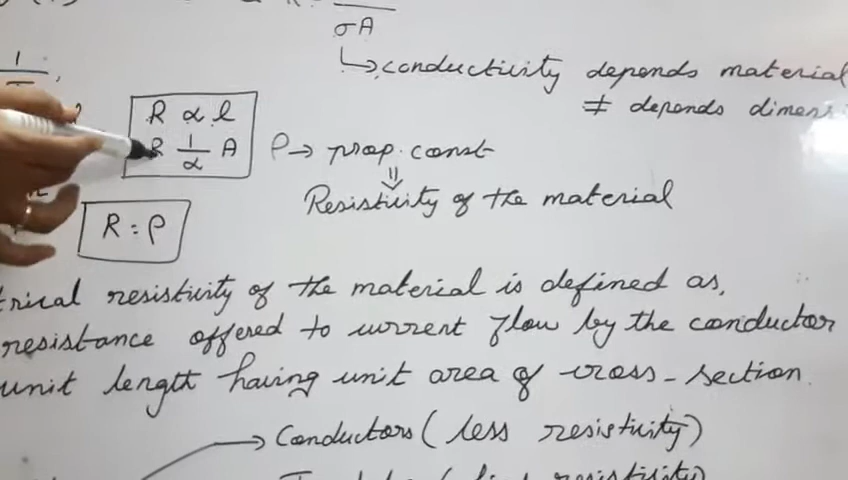 σA
↳ conductivity depends material
≠ depends dimens
R α l
R 1/α A
ρ → prop. const
⇓
Resistivity of the material
R = ρ
trical resistivity of the material is defined as,
resistance offered to current flow by the conductor
unit length having unit area of cross-section.
→ Conductors (less resistivity)